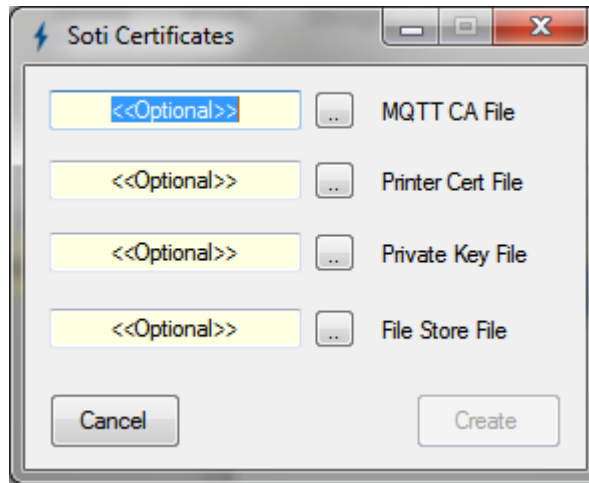 Soti Certificates
<<Optional>> .. MQTT CA File
<<Optional>> .. Printer Cert File
<<Optional>> .. Private Key File
<<Optional>> .. File Store File
Cancel Create